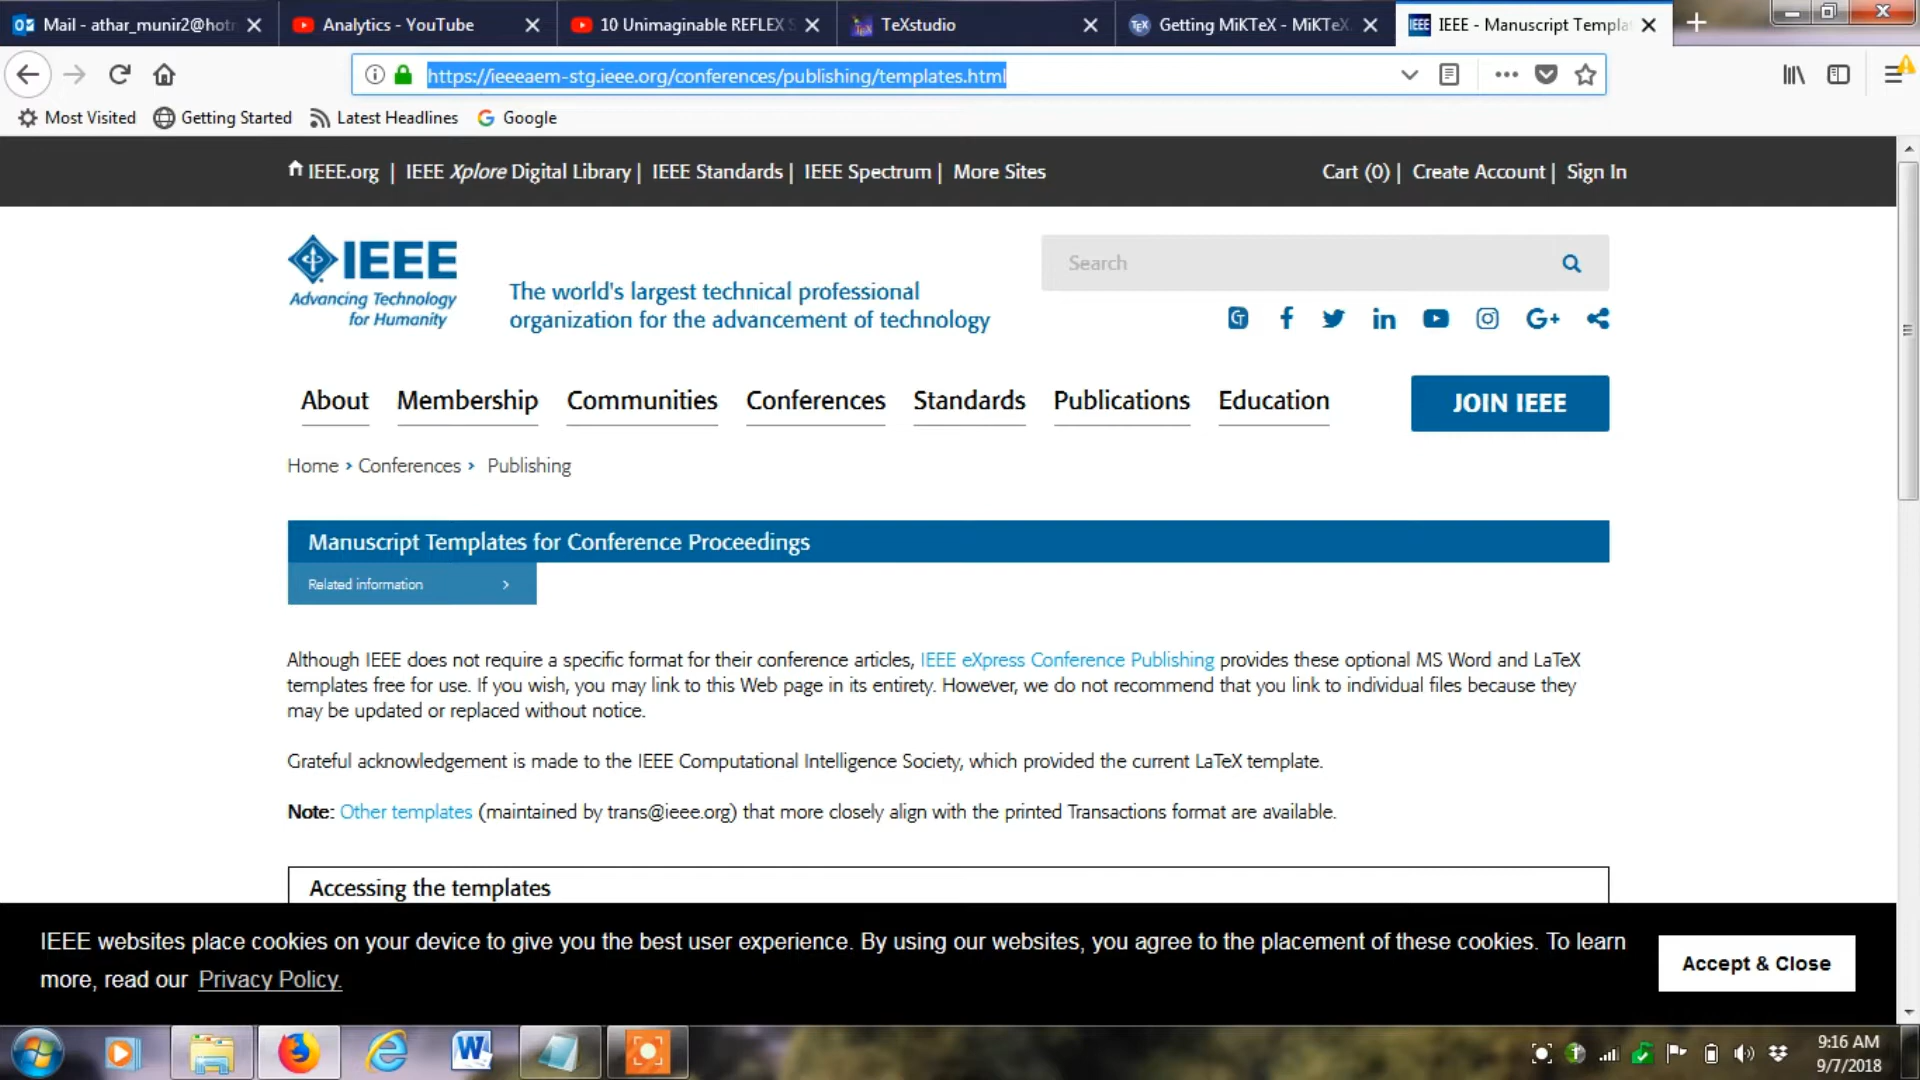 Mail - athar_munir2@hotm
Analytics - YouTube
10 Unimaginable REFLEX S
TeXstudio
Getting MiKTeX - MiKTeX.
IEEE - Manuscript Templa
https://ieeeaem-stg.ieee.org/conferences/publishing/templates.html
Most Visited
Getting Started
Latest Headlines
Google
IEEE.org | IEEE Xplore Digital Library | IEEE Standards | IEEE Spectrum | More Sites
Cart (0) | Create Account | Sign In
IEEE
Advancing Technology
for Humanity
The world's largest technical professional
organization for the advancement of technology
Search
About Membership Communities Conferences Standards Publications Education
JOIN IEEE
Home › Conferences › Publishing
Manuscript Templates for Conference Proceedings
Related information
Although IEEE does not require a specific format for their conference articles, IEEE eXpress Conference Publishing provides these optional MS Word and LaTeX
templates free for use. If you wish, you may link to this Web page in its entirety. However, we do not recommend that you link to individual files because they
may be updated or replaced without notice.
Grateful acknowledgement is made to the IEEE Computational Intelligence Society, which provided the current LaTeX template.
Note: Other templates (maintained by trans@ieee.org) that more closely align with the printed Transactions format are available.
Accessing the templates
IEEE websites place cookies on your device to give you the best user experience. By using our websites, you agree to the placement of these cookies. To learn
more, read our Privacy Policy.
Accept & Close
9:16 AM
9/7/2018